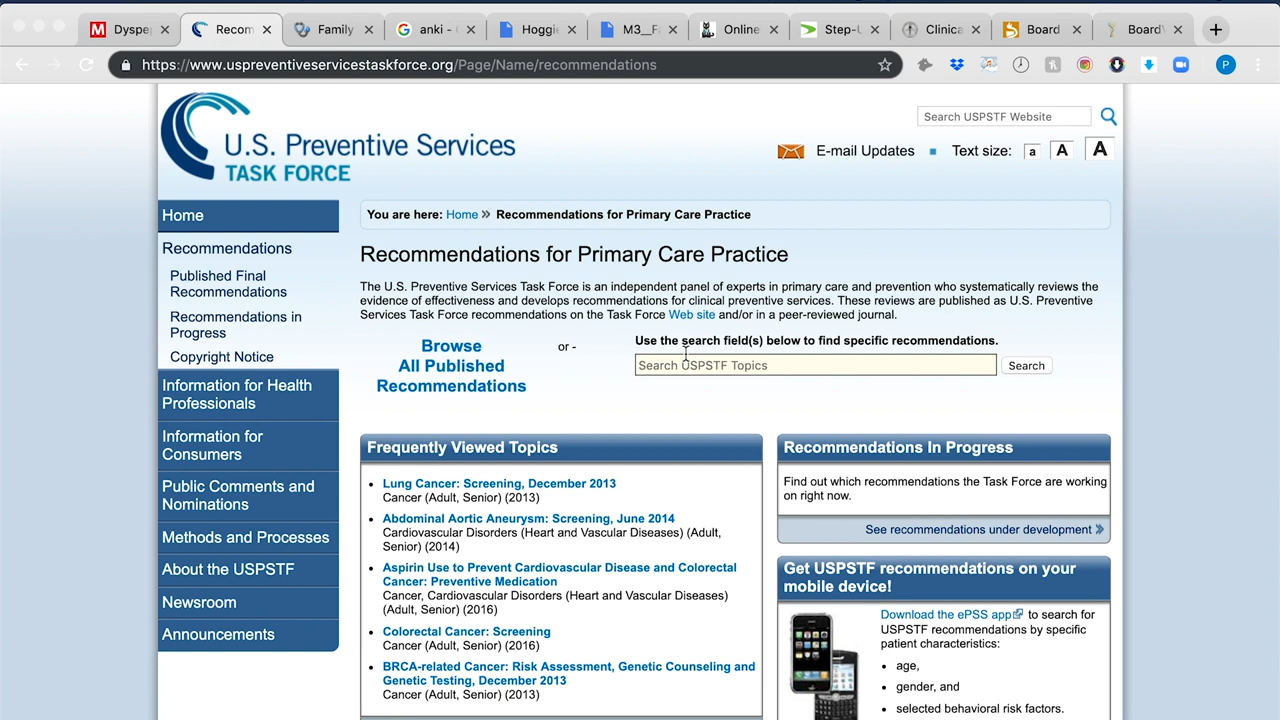 Dyspe
Recom
Family
anki - G
Hoggie
M3_Fa
Online
Step-U
Clinica
Board
BoardV
https://www.uspreventiveservicestaskforce.org/Page/Name/recommendations
P
U.S. Preventive Services
TASK FORCE
Search USPSTF Website
E-mail Updates
Text size: a A A
Home
Recommendations
Published Final
Recommendations
Recommendations in
Progress
Copyright Notice
Information for Health
Professionals
Information for
Consumers
Public Comments and
Nominations
Methods and Processes
About the USPSTF
Newsroom
Announcements
You are here: Home » Recommendations for Primary Care Practice
Recommendations for Primary Care Practice
The U.S. Preventive Services Task Force is an independent panel of experts in primary care and prevention who systematically reviews the
evidence of effectiveness and develops recommendations for clinical preventive services. These reviews are published as U.S. Preventive
Services Task Force recommendations on the Task Force Web site and/or in a peer-reviewed journal.
Browse
All Published
Recommendations
or -
Use the search field(s) below to find specific recommendations.
Search USPSTF Topics
Search
Frequently Viewed Topics
• Lung Cancer: Screening, December 2013
Cancer (Adult, Senior) (2013)
• Abdominal Aortic Aneurysm: Screening, June 2014
Cardiovascular Disorders (Heart and Vascular Diseases) (Adult,
Senior) (2014)
• Aspirin Use to Prevent Cardiovascular Disease and Colorectal
Cancer: Preventive Medication
Cancer, Cardiovascular Disorders (Heart and Vascular Diseases)
(Adult, Senior) (2016)
• Colorectal Cancer: Screening
Cancer (Adult, Senior) (2016)
• BRCA-related Cancer: Risk Assessment, Genetic Counseling and
Genetic Testing, December 2013
Cancer (Adult, Senior) (2013)
Recommendations In Progress
Find out which recommendations the Task Force are working
on right now.
See recommendations under development »
Get USPSTF recommendations on your
mobile device!
Download the ePSS app to search for
USPSTF recommendations by specific
patient characteristics:
• age,
• gender, and
• selected behavioral risk factors.